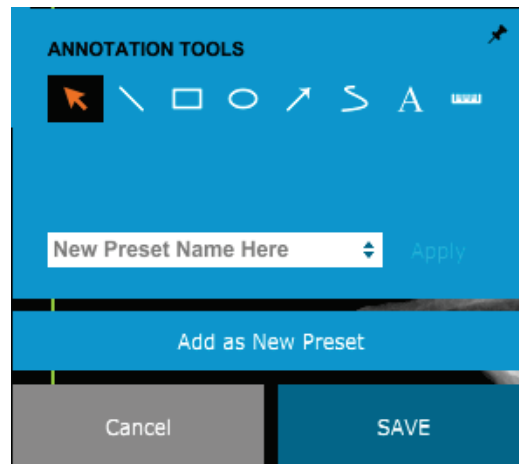 ANNOTATION TOOLS
A
New Preset Name Here
Apply
Add as New Preset
Cancel
SAVE